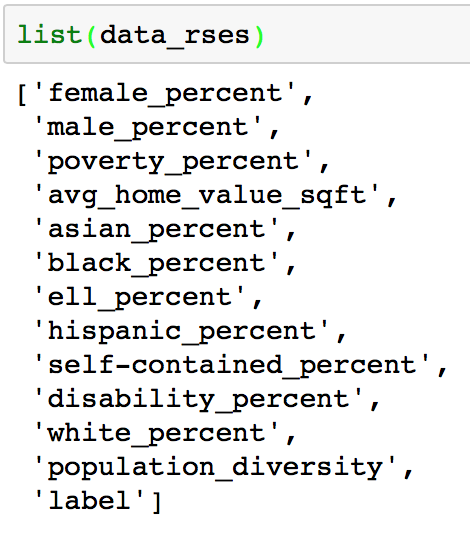 list(data_rses)
['female_percent',
'male_percent',
'poverty_percent',
'avg_home_value_sqft',
'asian_percent',
'black_percent',
'ell_percent',
'hispanic_percent',
'self-contained_percent',
'disability_percent',
'white_percent',
'population_diversity',
'label']